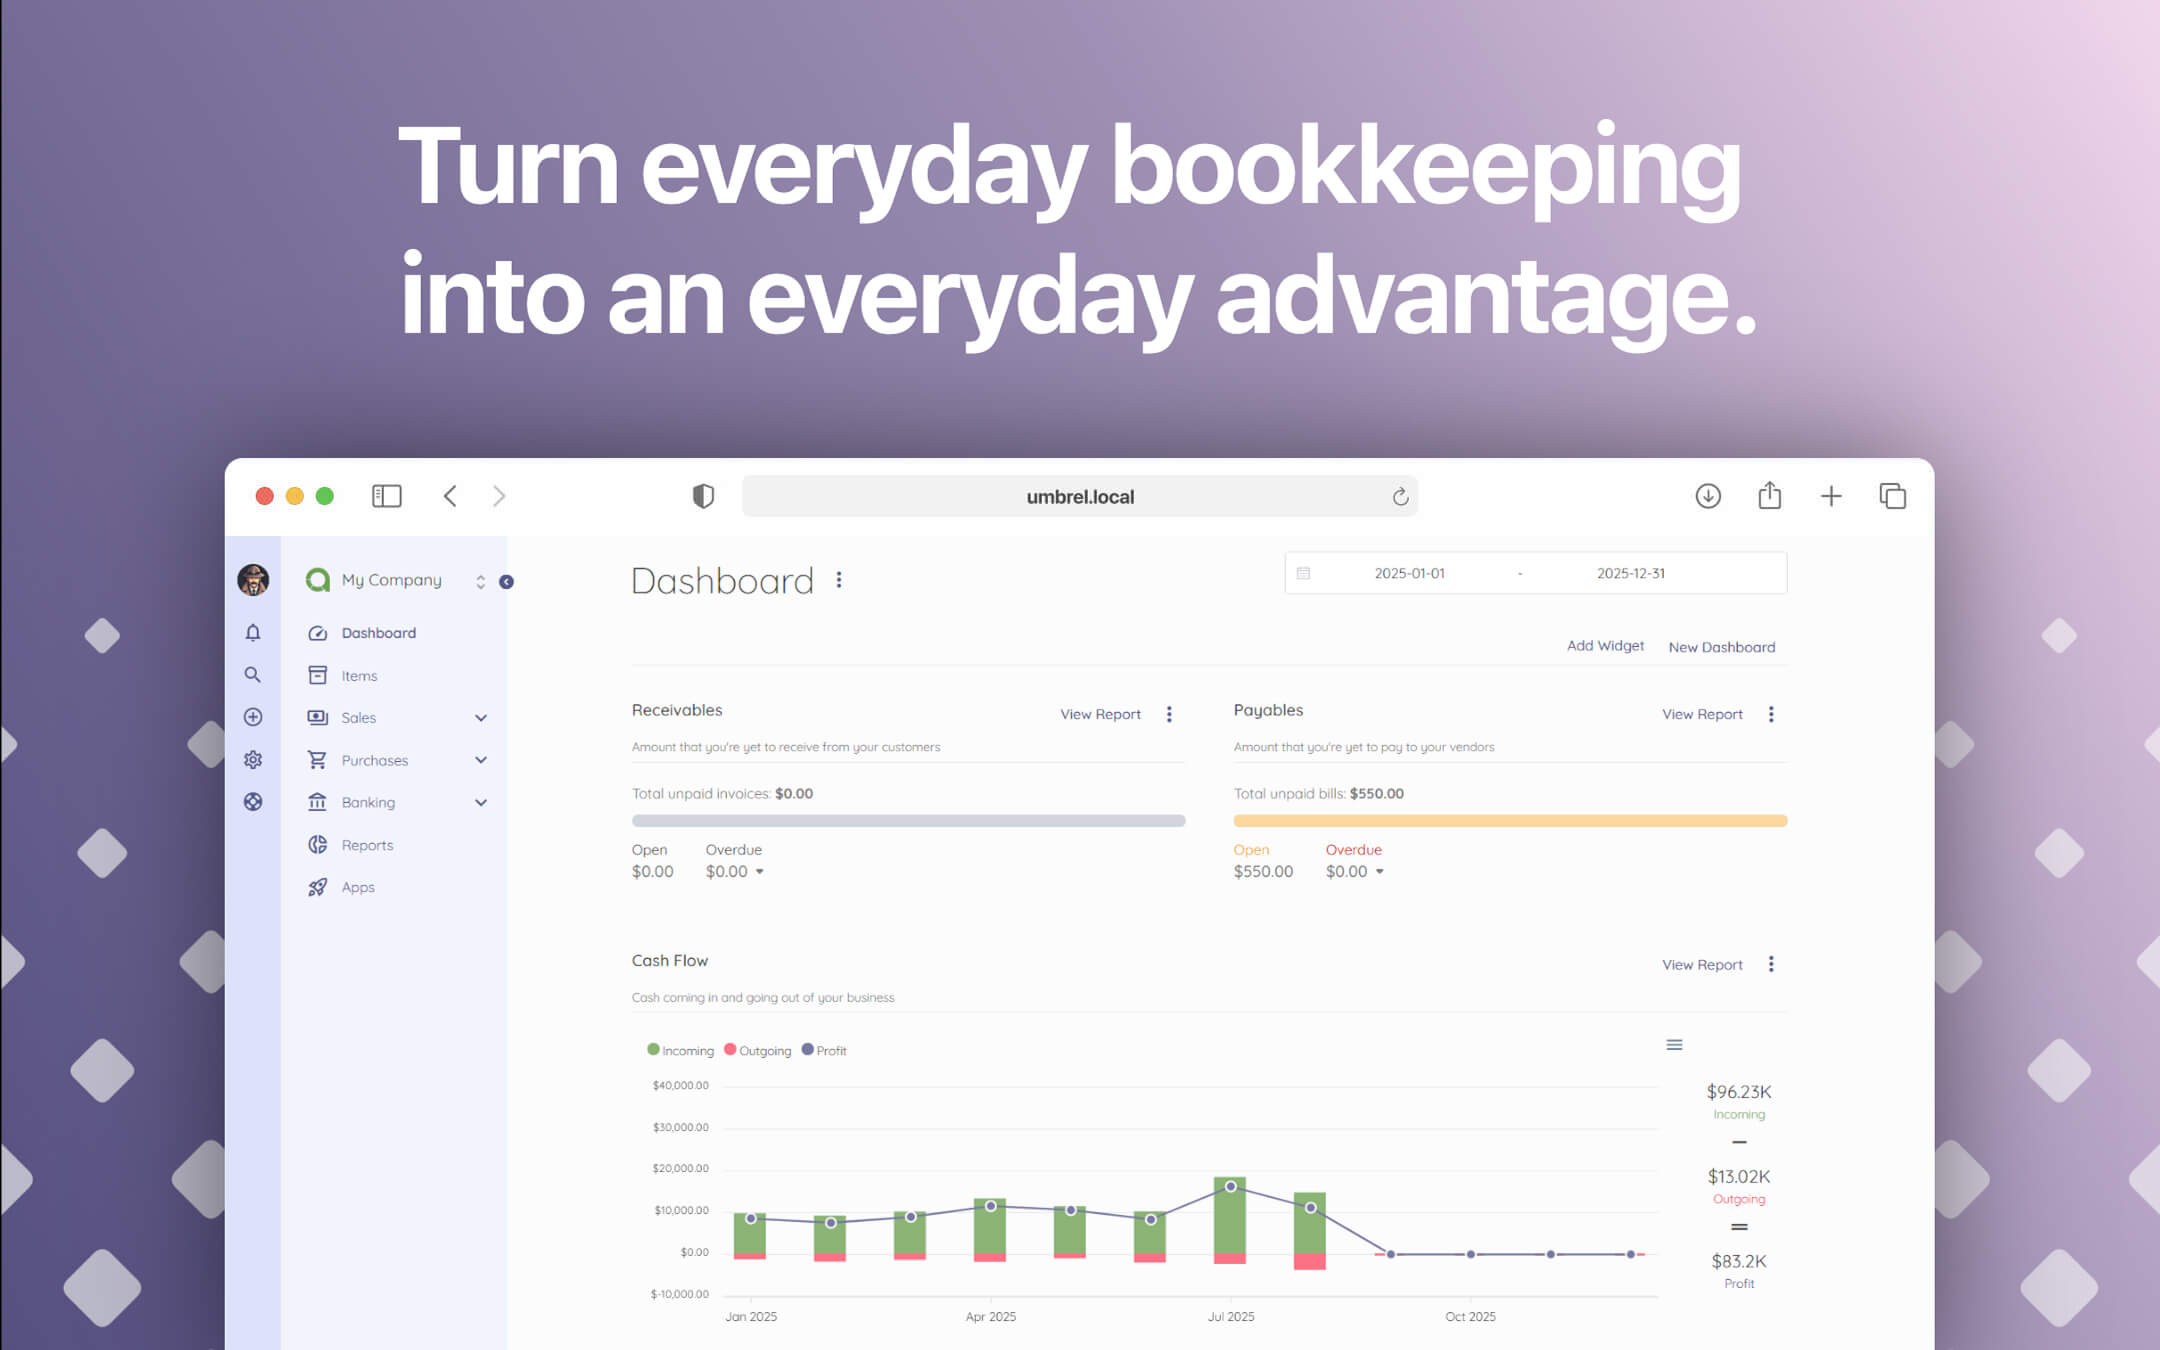 Turn everyday bookkeeping
into an everyday advantage.
umbrel.local
My Company
Dashboard
Items
Sales
Purchases
Banking
Reports
Apps
Dashboard
2025-01-01 - 2025-12-31
Add Widget New Dashboard
Receivables
View Report
Amount that you're yet to receive from your customers
Total unpaid invoices: $0.00
Open Overdue
$0.00 $0.00
Payables
View Report
Amount that you're yet to pay to your vendors
Total unpaid bills: $550.00
Open Overdue
$550.00 $0.00
Cash Flow
View Report
Cash coming in and going out of your business
Incoming Outgoing Profit
$40,000.00
$30,000.00
$20,000.00
$10,000.00
$0.00
$-10,000.00
Jan 2025 Apr 2025 Jul 2025 Oct 2025
$96.23K
Incoming
$13.02K
Outgoing
$83.2K
Profit